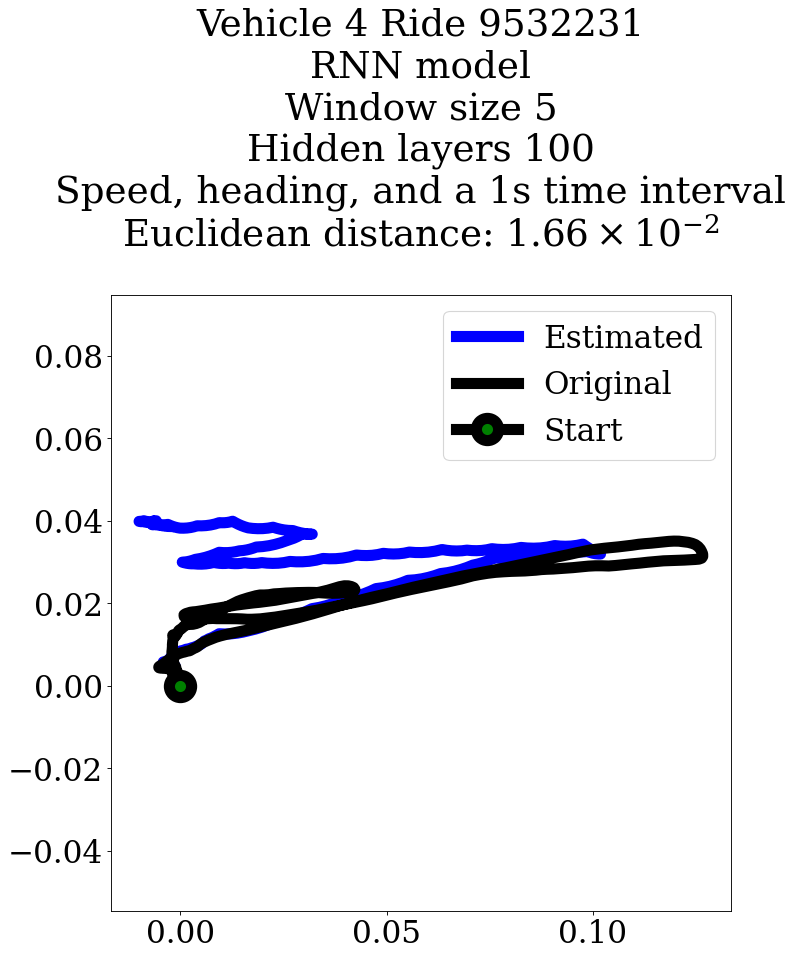 Vehicle 4 Ride 9532231
RNN model
Window size 5
Hidden layers 100
Speed, heading, and a 1s time interval
Euclidean distance: 1.66 × 10⁻²
Estimated
Original
Start
0.08
0.06
0.04
0.02
0.00
−0.02
−0.04
0.00 0.05 0.10